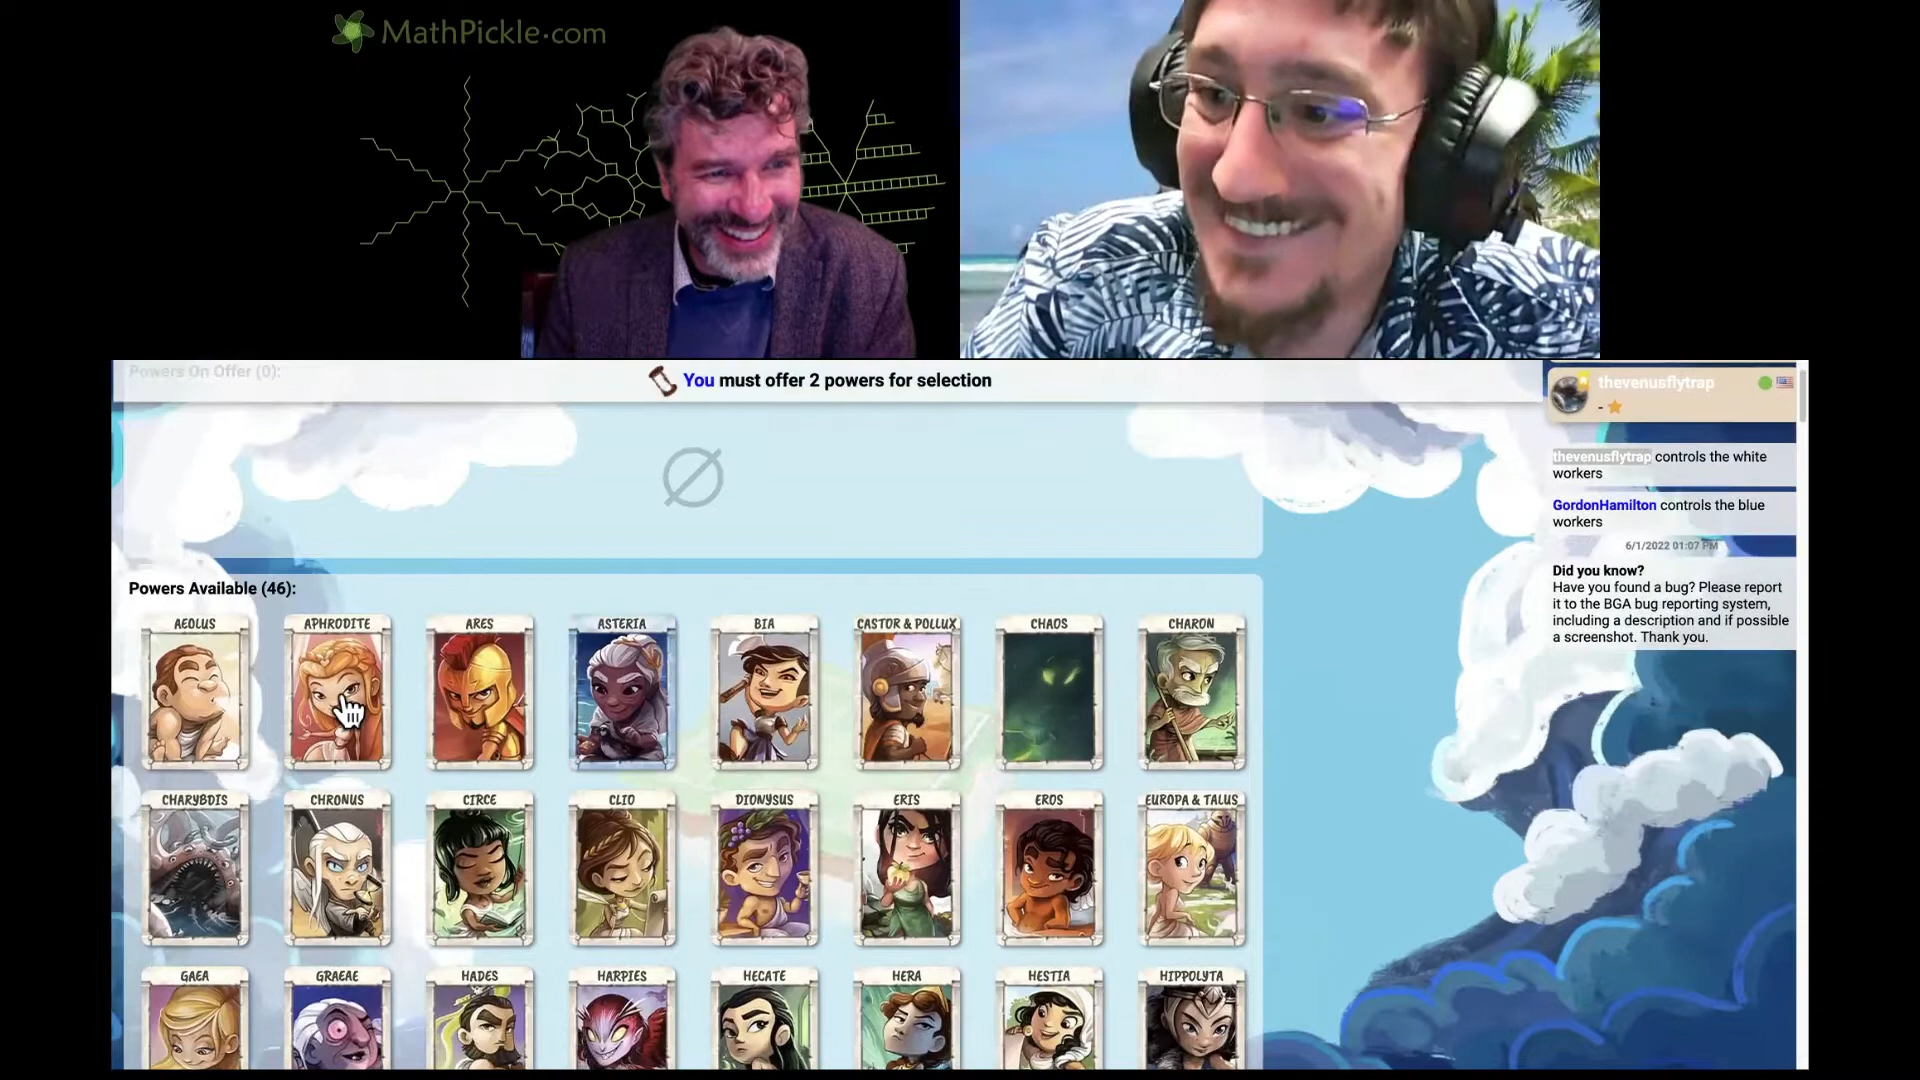 MathPickle.com
Powers On Offer (0):
You must offer 2 powers for selection
thevenusflytrap
-
thevenusflytrap controls the white
workers
GordonHamilton controls the blue
workers
6/1/2022 01:07 PM
Did you know?
Have you found a bug? Please report
it to the BGA bug reporting system,
including a description and if possible
a screenshot. Thank you.
Powers Available (46):
AEOLUS
APHRODITE
ARES
ASTERIA
BIA
CASTOR & POLLUX
CHAOS
CHARON
CHARYBDIS
CHRONUS
CIRCE
CLIO
DIONYSUS
ERIS
EROS
EUROPA & TALUS
GAEA
GRAEAE
HADES
HARPIES
HECATE
HERA
HESTIA
HIPPOLYTA